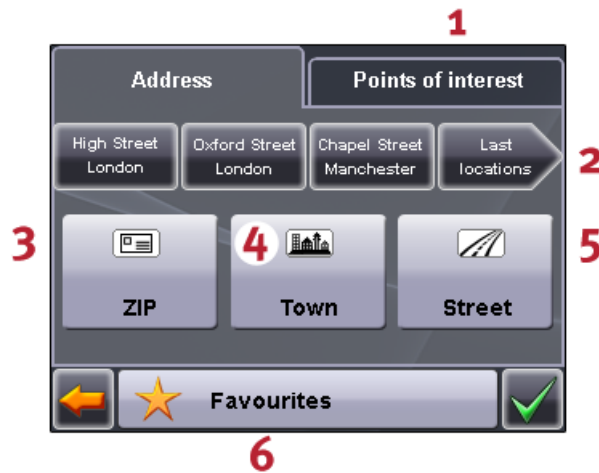 1
Address
Points of interest
High Street
London
Oxford Street
London
Chapel Street
Manchester
Last
locations
2
3
4
5
ZIP
Town
Street
Favourites
6